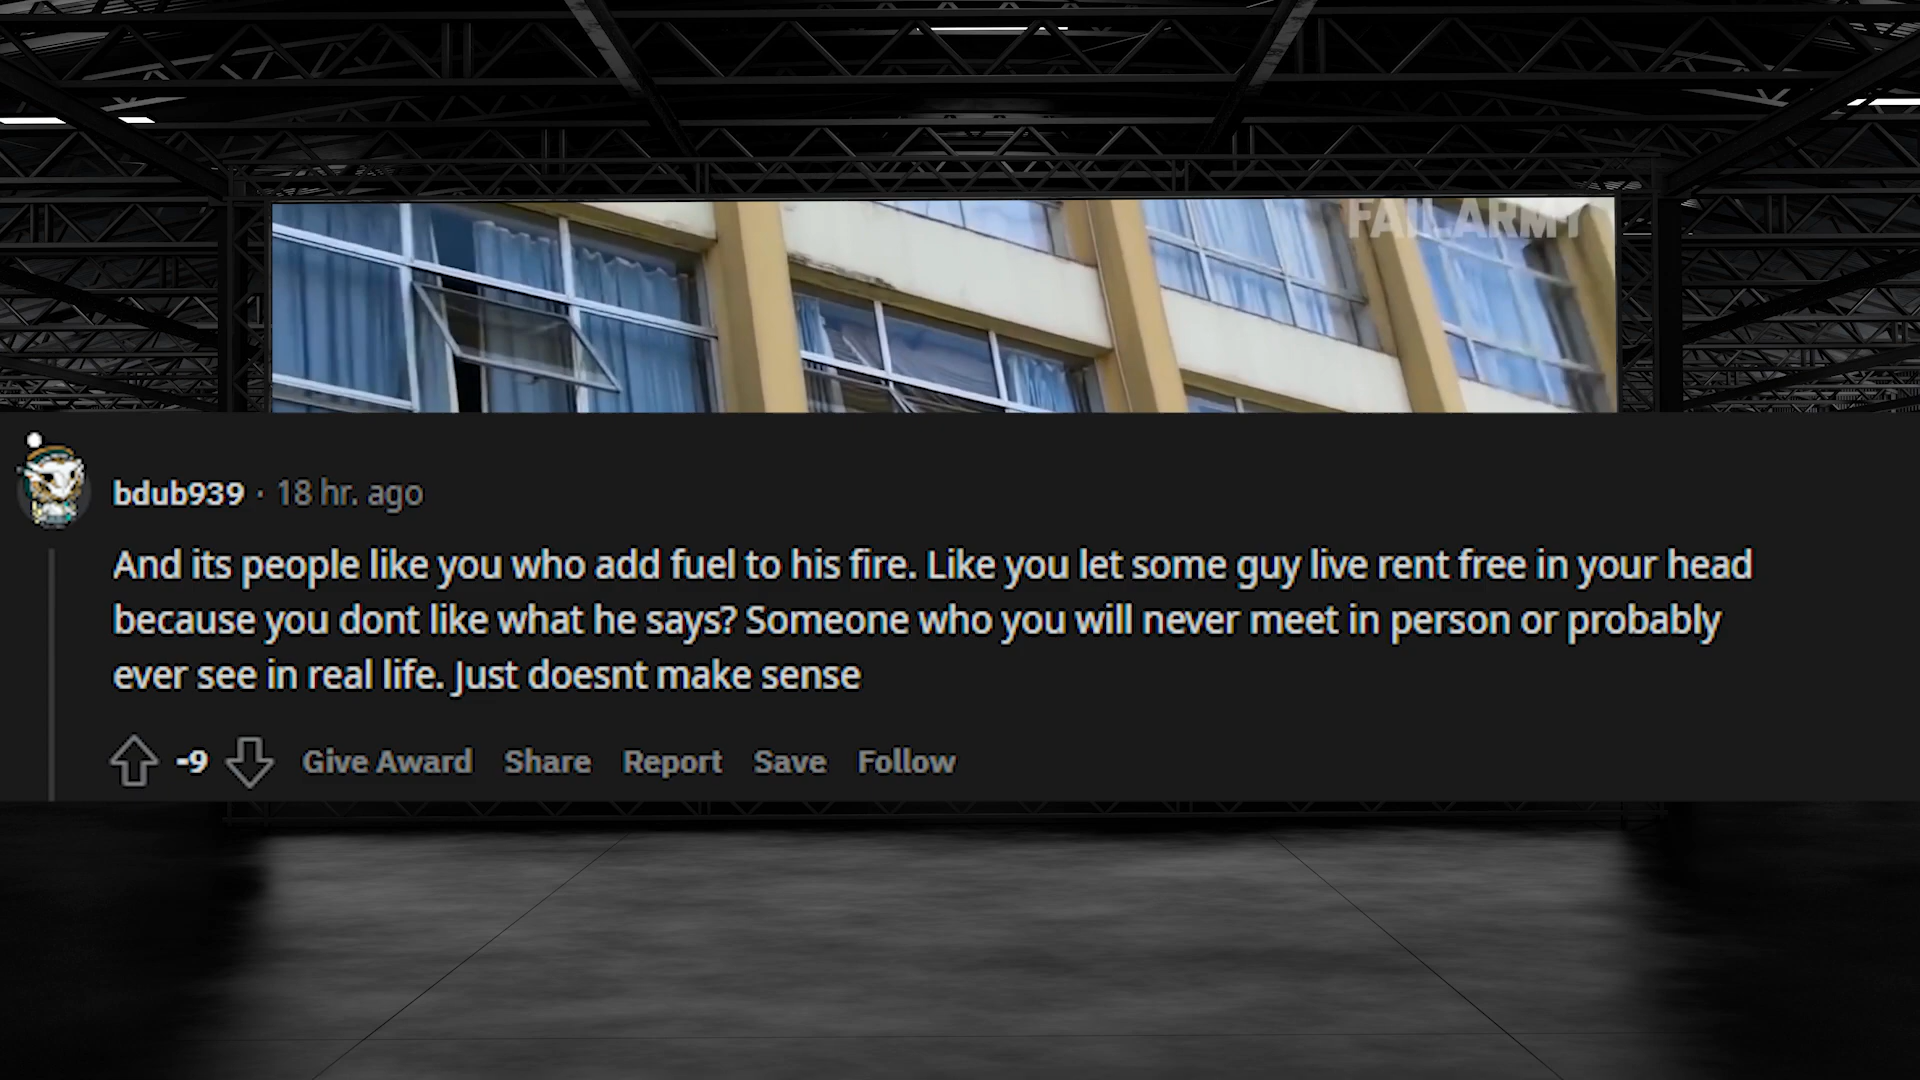 FAILARMY
bdub939 · 18 hr. ago
And its people like you who add fuel to his fire. Like you let some guy live rent free in your head
because you dont like what he says? Someone who you will never meet in person or probably
ever see in real life. Just doesnt make sense
-9 Give Award Share Report Save Follow